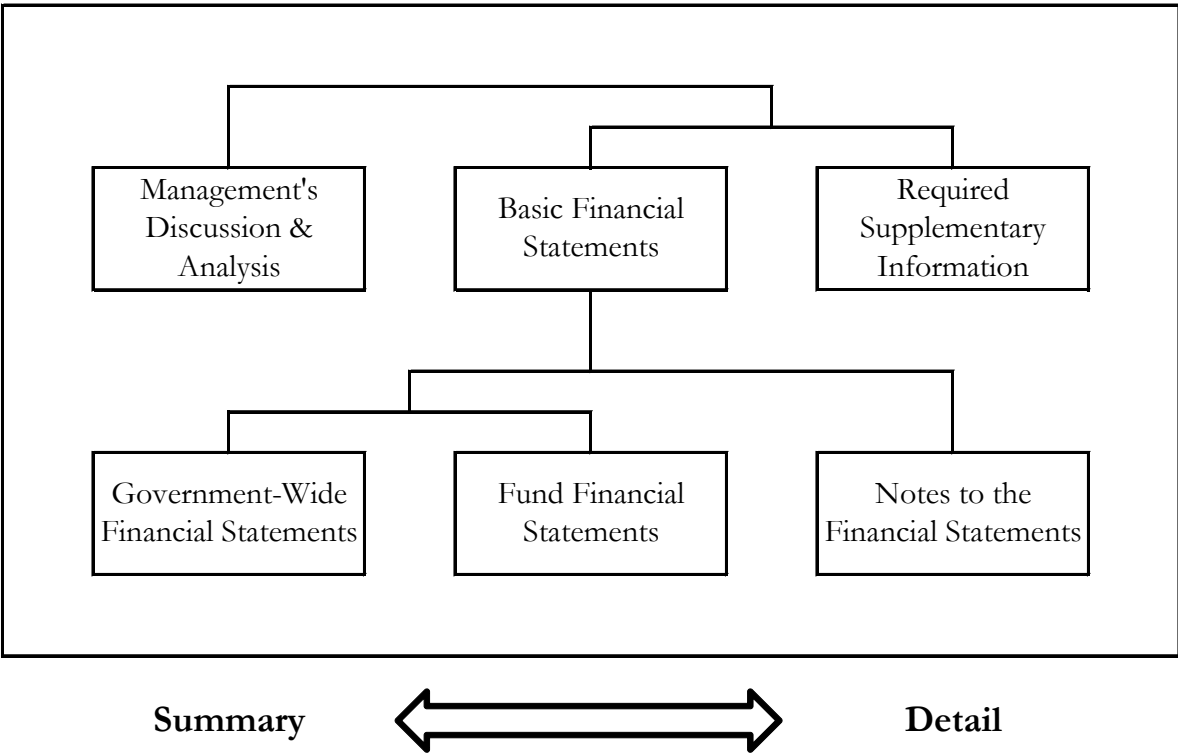 Management's
Discussion &
Analysis
Basic Financial
Statements
Required
Supplementary
Information
Government-Wide
Financial Statements
Fund Financial
Statements
Notes to the
Financial Statements
Summary
Detail